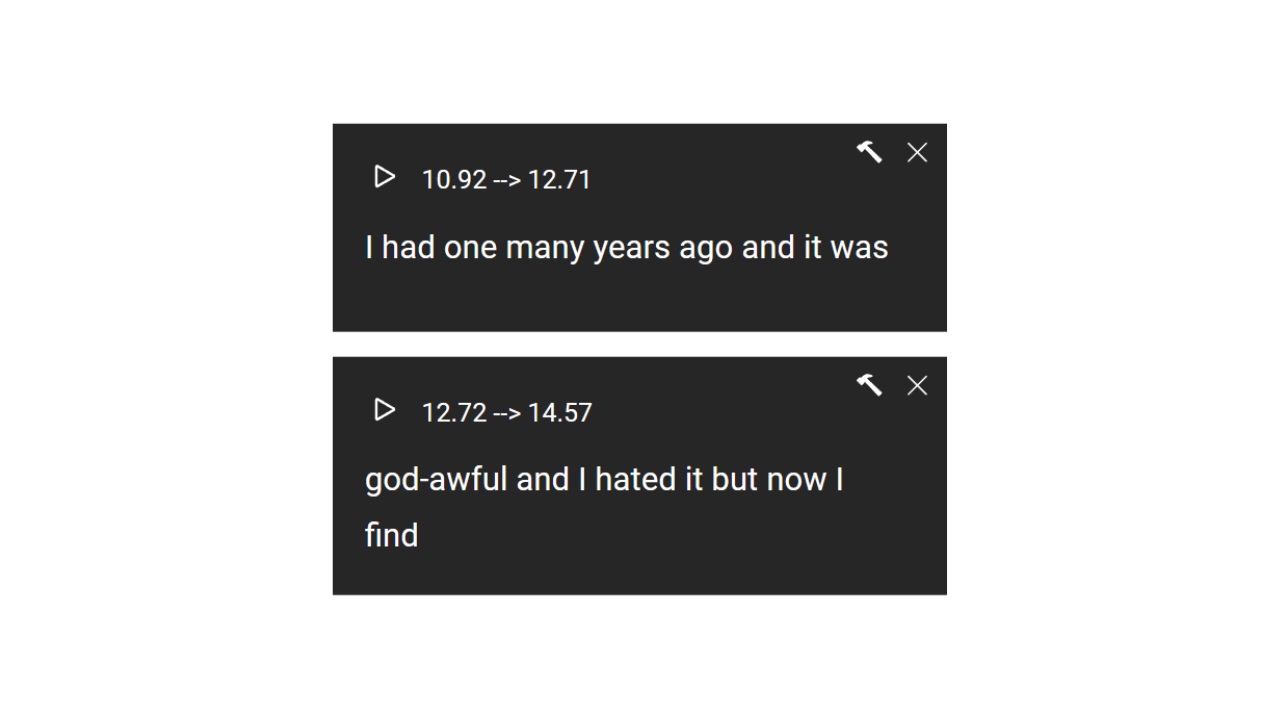 10.92 --> 12.71
I had one many years ago and it was
12.72 --> 14.57
god-awful and I hated it but now I
find